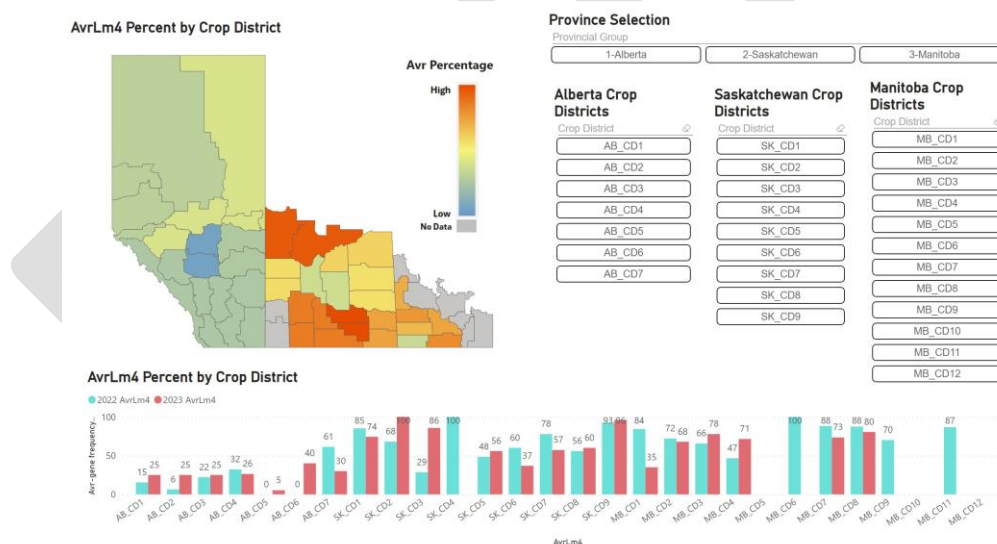 AvrLm4 Percent by Crop District
Avr Percentage
High
Low
No Data
Province Selection
Provincial Group
1-Alberta
2-Saskatchewan
3-Manitoba
Alberta Crop
Districts
Crop District
AB_CD1
AB_CD2
AB_CD3
AB_CD4
AB_CD5
AB_CD6
AB_CD7
Saskatchewan Crop
Districts
Crop District
SK_CD1
SK_CD2
SK_CD3
SK_CD4
SK_CD5
SK_CD6
SK_CD7
SK_CD8
SK_CD9
Manitoba Crop
Districts
Crop District
MB_CD1
MB_CD2
MB_CD3
MB_CD4
MB_CD5
MB_CD6
MB_CD7
MB_CD8
MB_CD9
MB_CD10
MB_CD11
MB_CD12
AvrLm4 Percent by Crop District
2022 AvrLm4 2023 AvrLm4
Avr-gene frequency...
100
50
0
15 25 6 25 22 25 32 26 0 5 0 40 61 30 85 74 68 100 29 86 100 48 56 60 37 78 57 56 60 93 96 84 35 72 68 66 78 47 71 100 88 73 88 80 70 87
AB_CD1 AB_CD2 AB_CD3 AB_CD4 AB_CD5 AB_CD6 AB_CD7 SK_CD1 SK_CD2 SK_CD3 SK_CD4 SK_CD5 SK_CD6 SK_CD7 SK_CD8 SK_CD9 MB_CD1 MB_CD2 MB_CD3 MB_CD4 MB_CD5 MB_CD6 MB_CD7 MB_CD8 MB_CD9 MB_CD10 MB_CD11 MB_CD12
AvrLm4